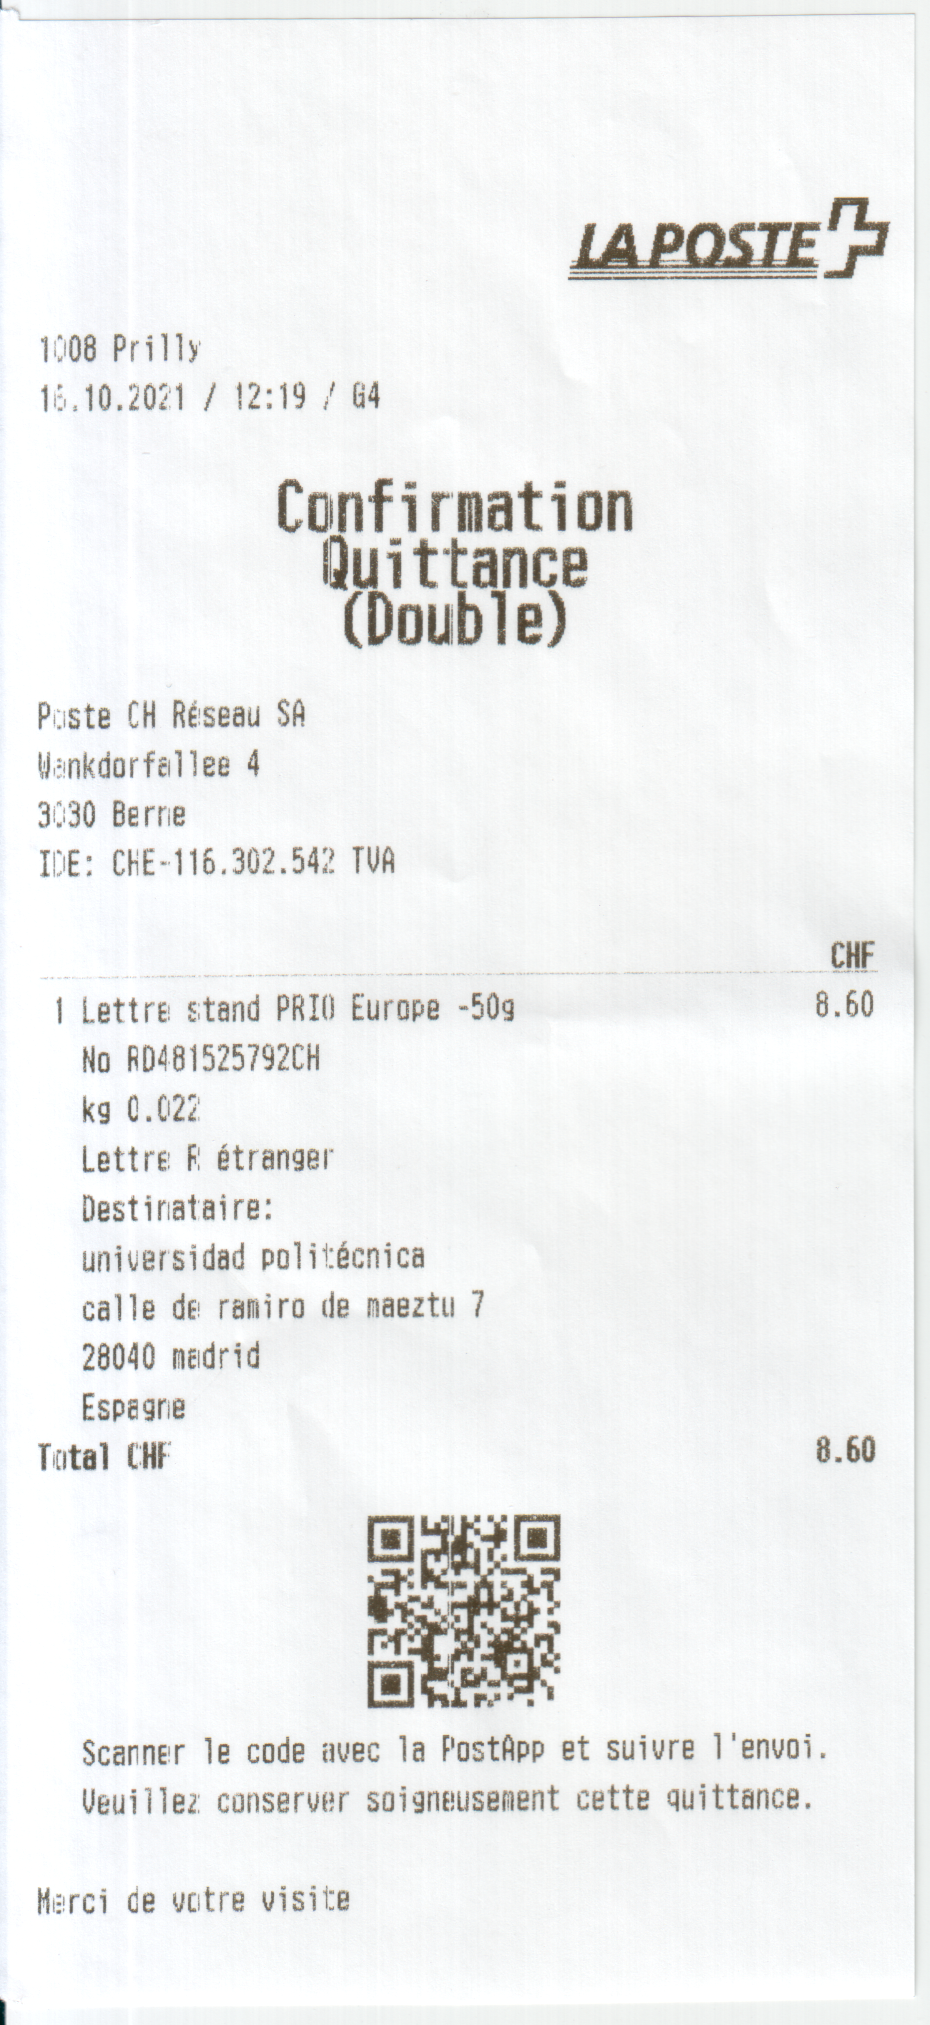 LA POSTE
1008 Prilly
16.10.2021 / 12:19 / G4
Confirmation
Quittance
(Double)
Poste CH Réseau SA
Wankdorfallee 4
3030 Berne
IDE: CHE-116.302.542 TVA
CHF
1 Lettre stand PRIO Europe -50g 8.60
No RD481525792CH
kg 0.022
Lettre R étranger
Destinataire:
universidad politécnica
calle de ramiro de maeztu 7
28040 madrid
Espagne
Total CHF 8.60
Scanner le code avec la PostApp et suivre l'envoi.
Veuillez conserver soigneusement cette quittance.
Merci de votre visite